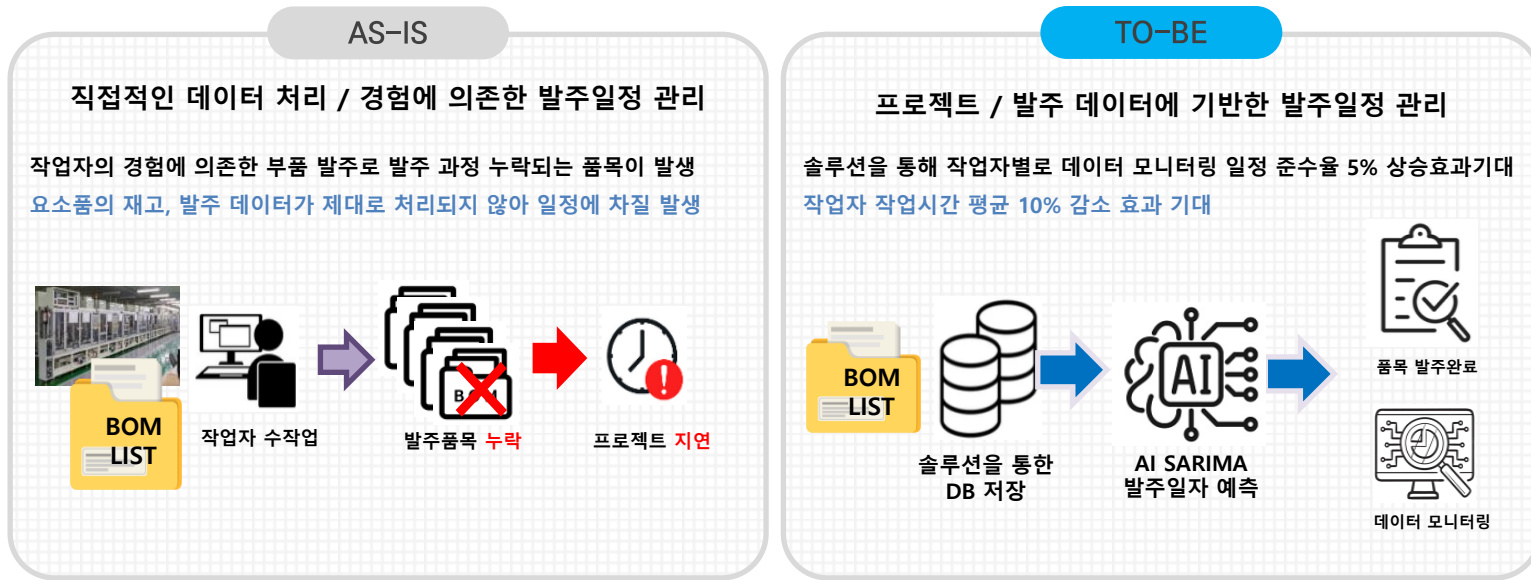 AS-IS
직접적인 데이터 처리 / 경험에 의존한 발주일정 관리
작업자의 경험에 의존한 부품 발주로 발주 과정 누락되는 품목이 발생
요소품의 재고, 발주 데이터가 제대로 처리되지 않아 일정에 차질 발생
BOM
LIST
작업자 수작업
BOM
발주품목 누락
프로젝트 지연
TO-BE
프로젝트 / 발주 데이터에 기반한 발주일정 관리
솔루션을 통해 작업자별로 데이터 모니터링 일정 준수율 5% 상승효과기대
작업자 작업시간 평균 10% 감소 효과 기대
BOM
LIST
솔루션을 통한
DB 저장
AI
AI SARIMA
발주일자 예측
품목 발주완료
데이터 모니터링